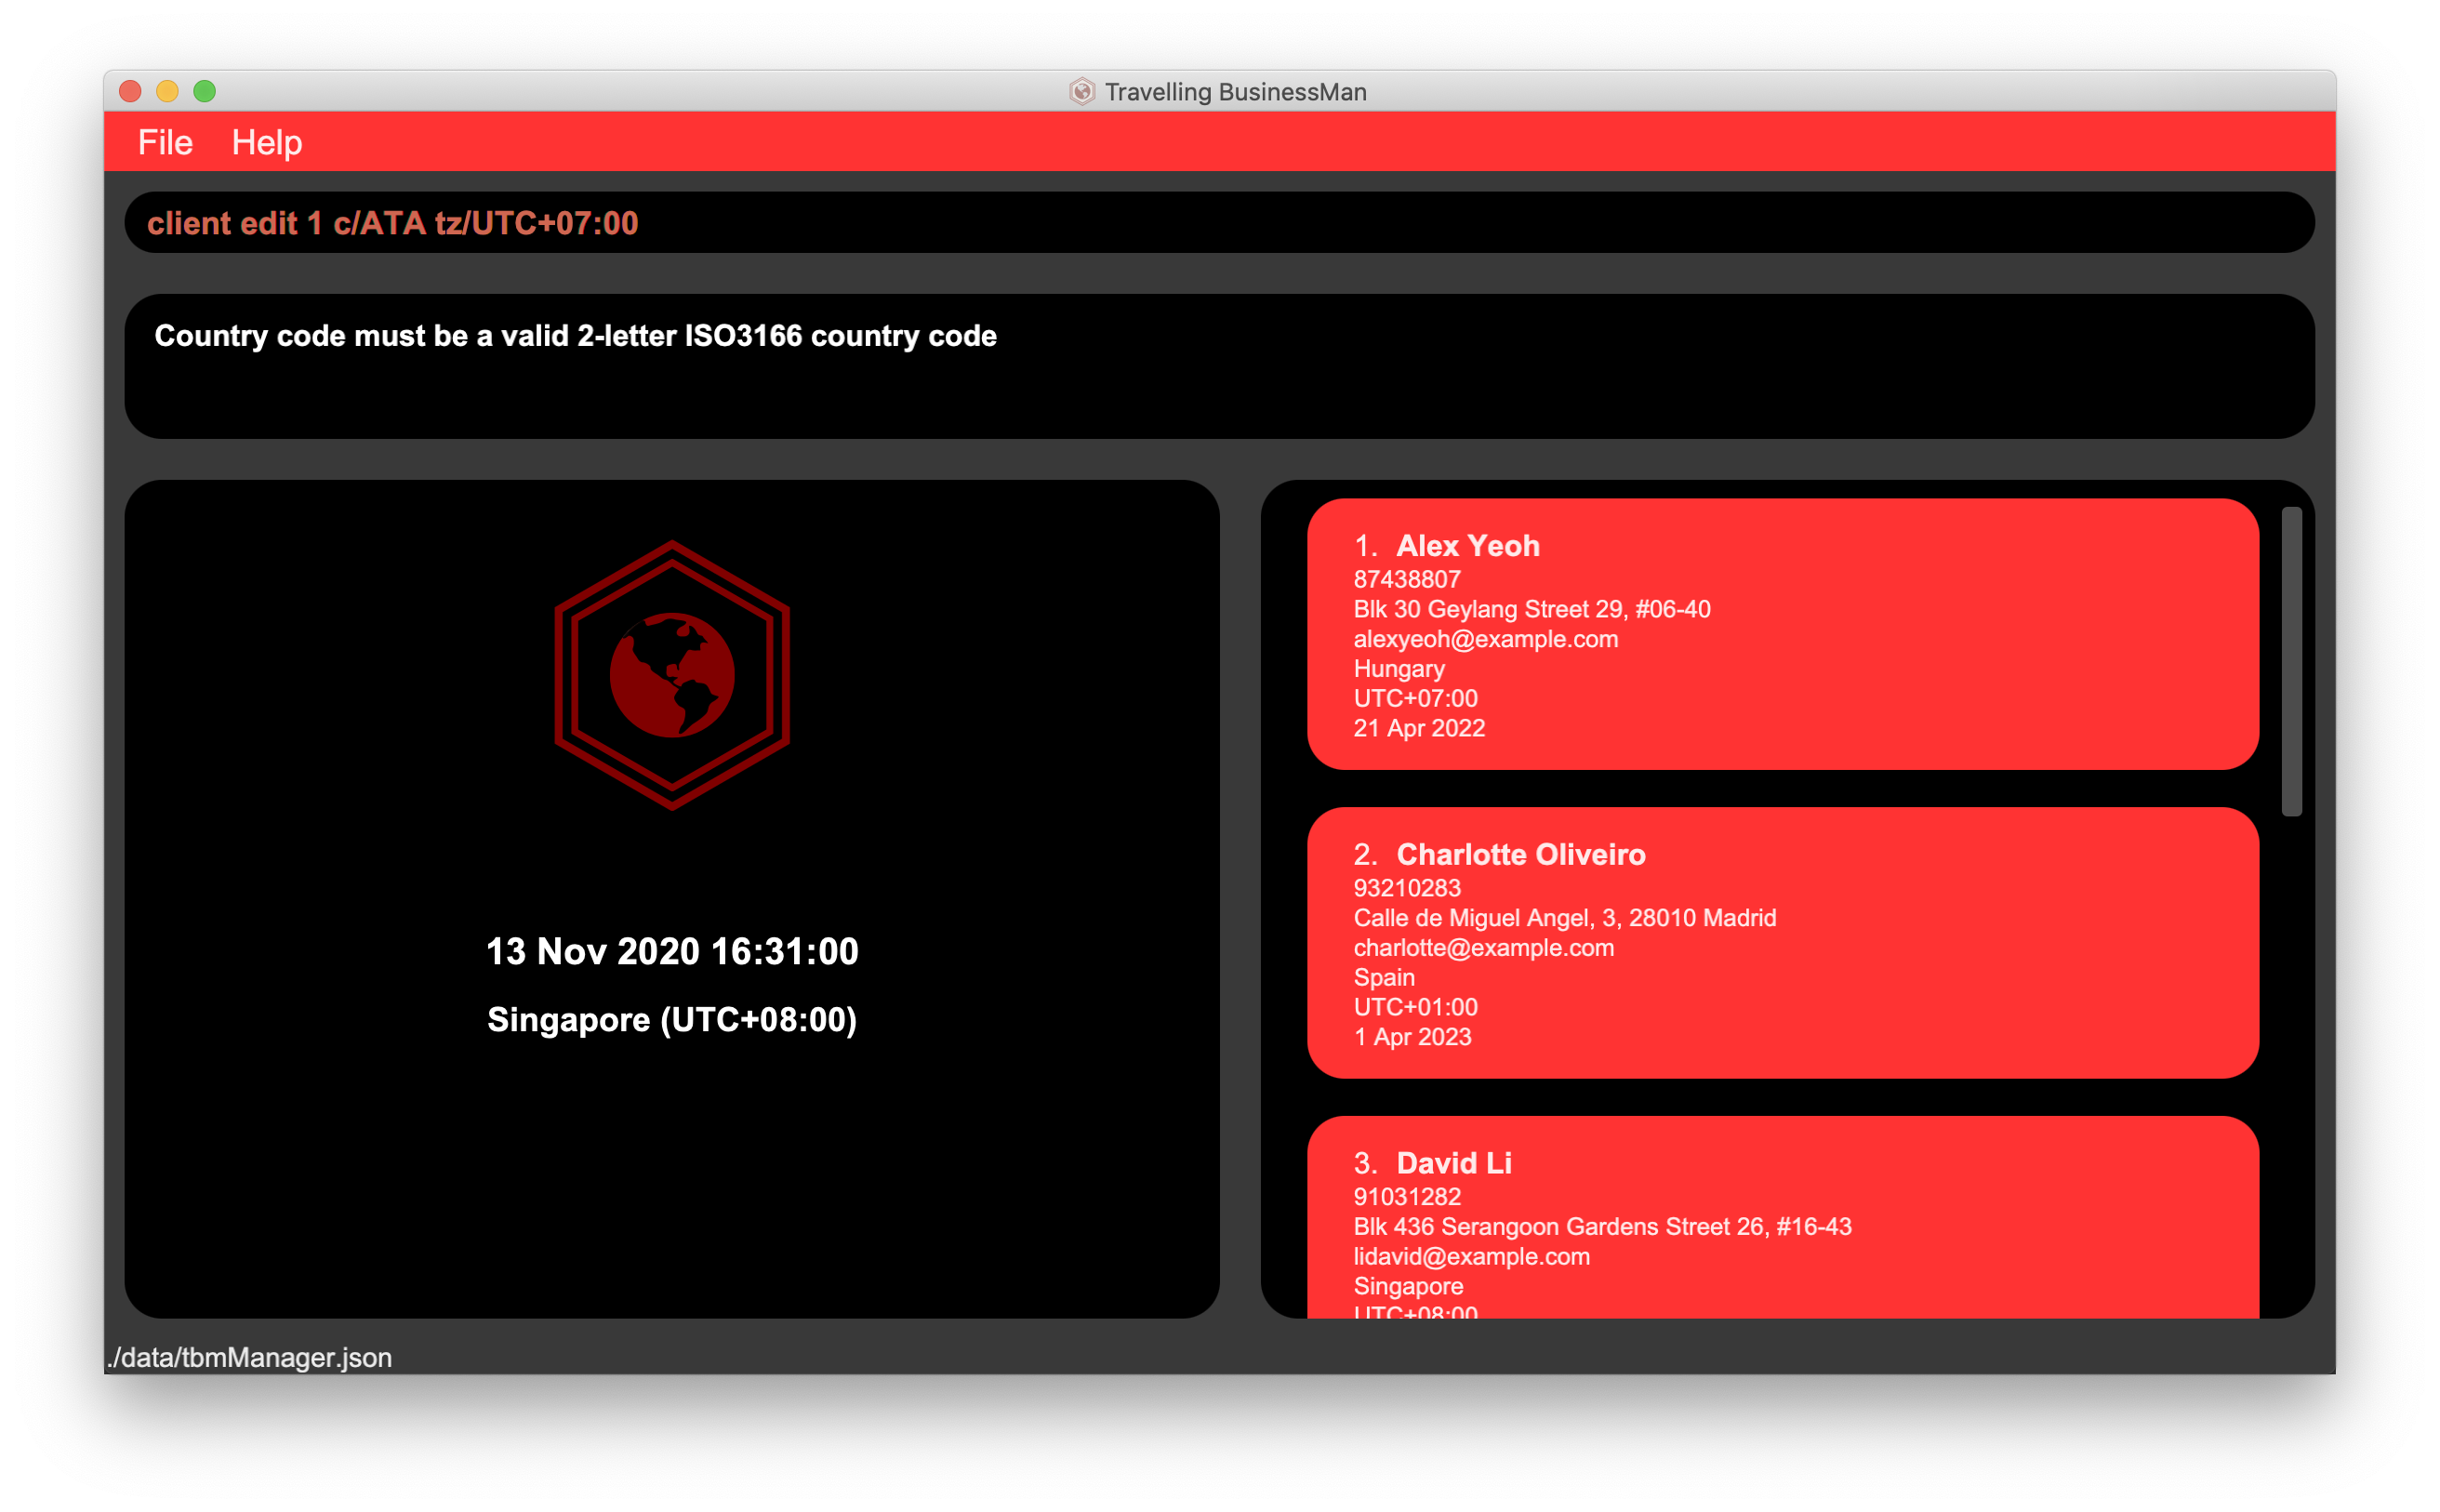 Travelling BusinessMan
File Help
client edit 1 c/ATA tz/UTC+07:00
Country code must be a valid 2-letter ISO3166 country code
13 Nov 2020 16:31:00
Singapore (UTC+08:00)
1. Alex Yeoh
87438807
Blk 30 Geylang Street 29, #06-40
alexyeoh@example.com
Hungary
UTC+07:00
21 Apr 2022
2. Charlotte Oliveiro
93210283
Calle de Miguel Angel, 3, 28010 Madrid
charlotte@example.com
Spain
UTC+01:00
1 Apr 2023
3. David Li
91031282
Blk 436 Serangoon Gardens Street 26, #16-43
lidavid@example.com
Singapore
UTC+08:00
./data/tbmManager.json